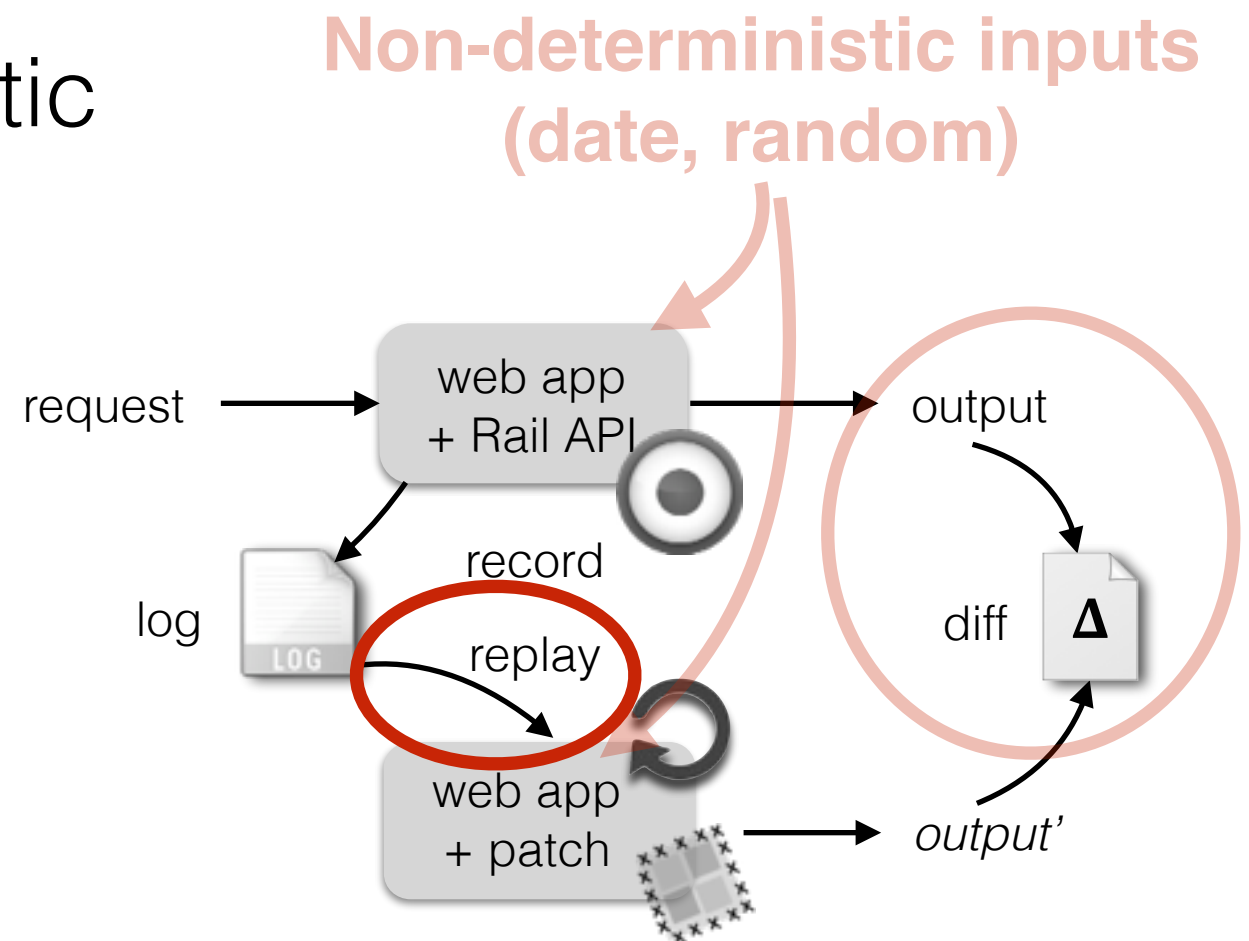 Non-deterministic inputs
(date, random)
tic
request
web app
+ Rail API
output
record
log
LOG
replay
diff
Δ
web app
+ patch
output’